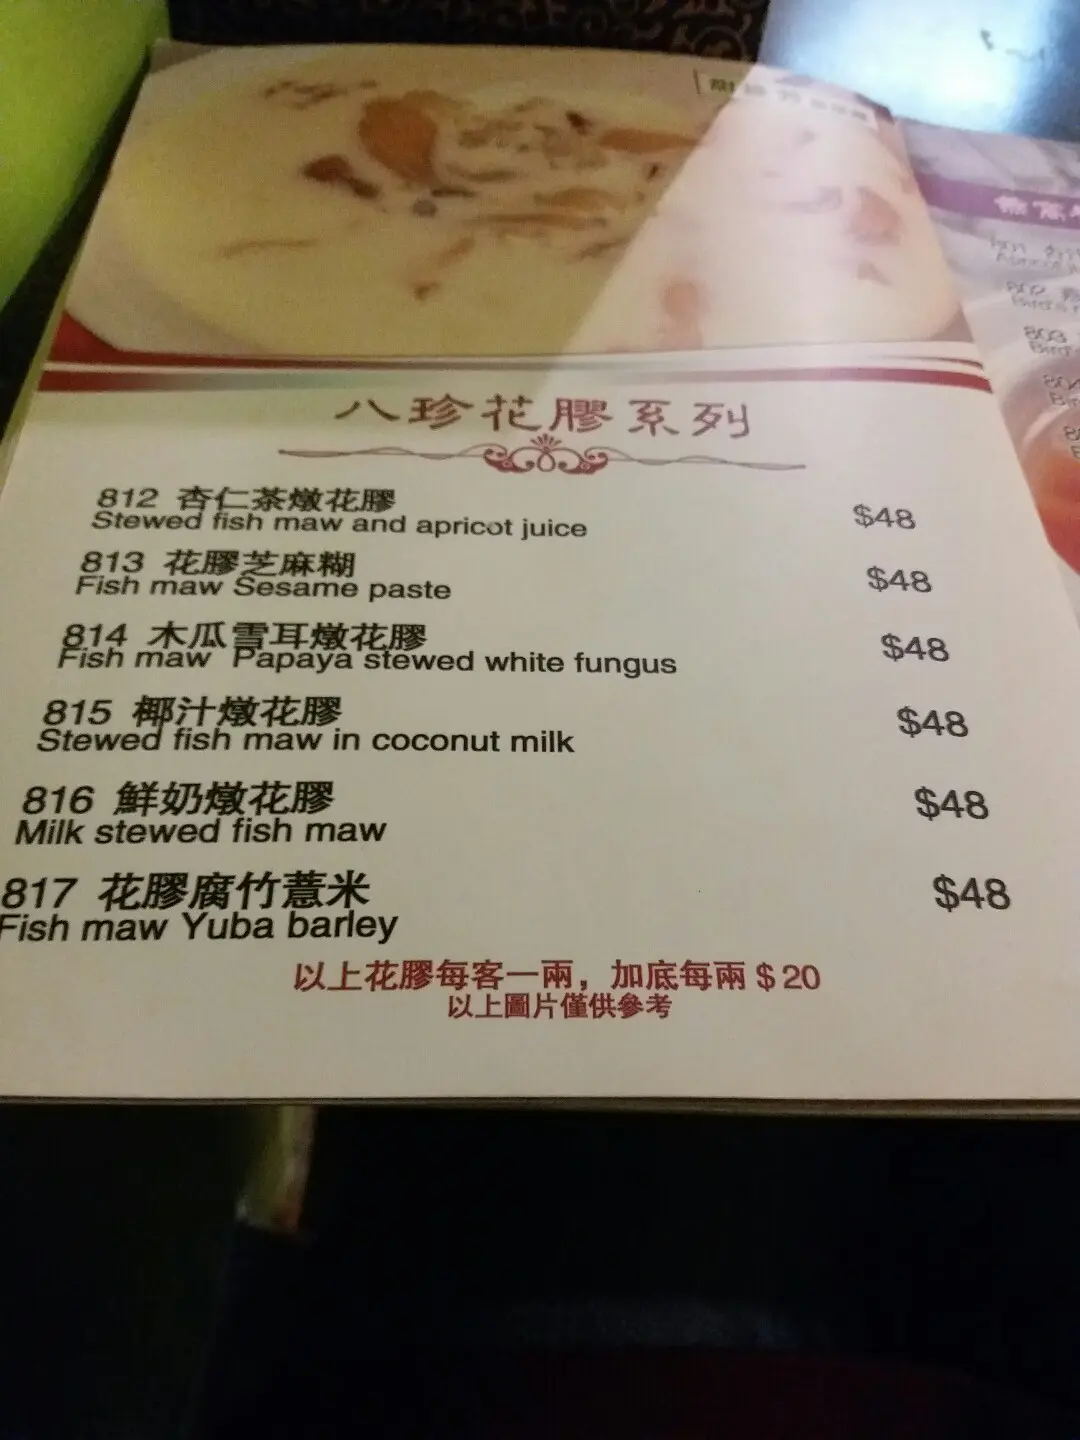 八珍花膠系列
812 杏仁茶燉花膠
Stewed fish maw and apricot juice $48
813 花膠芝麻糊
Fish maw Sesame paste $48
814 木瓜雪耳燉花膠
Fish maw Papaya stewed white fungus $48
815 椰汁燉花膠
Stewed fish maw in coconut milk $48
816 鮮奶燉花膠
Milk stewed fish maw $48
817 花膠腐竹薏米
Fish maw Yuba barley $48
以上花膠每客一兩，加底每兩$20
以上圖片僅供參考
802
803